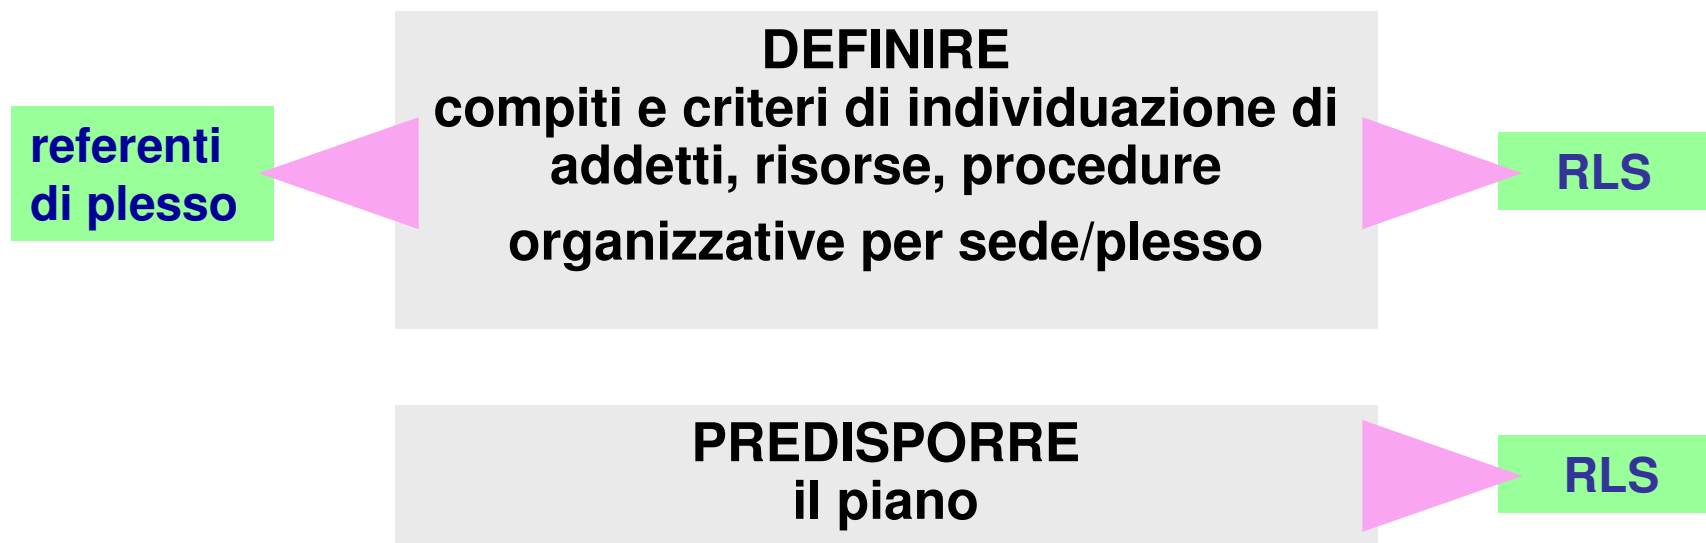 DEFINIRE
compiti e criteri di individuazione di
addetti, risorse, procedure
organizzative per sede/plesso
referenti
di plesso
RLS
PREDISPORRE
il piano
RLS